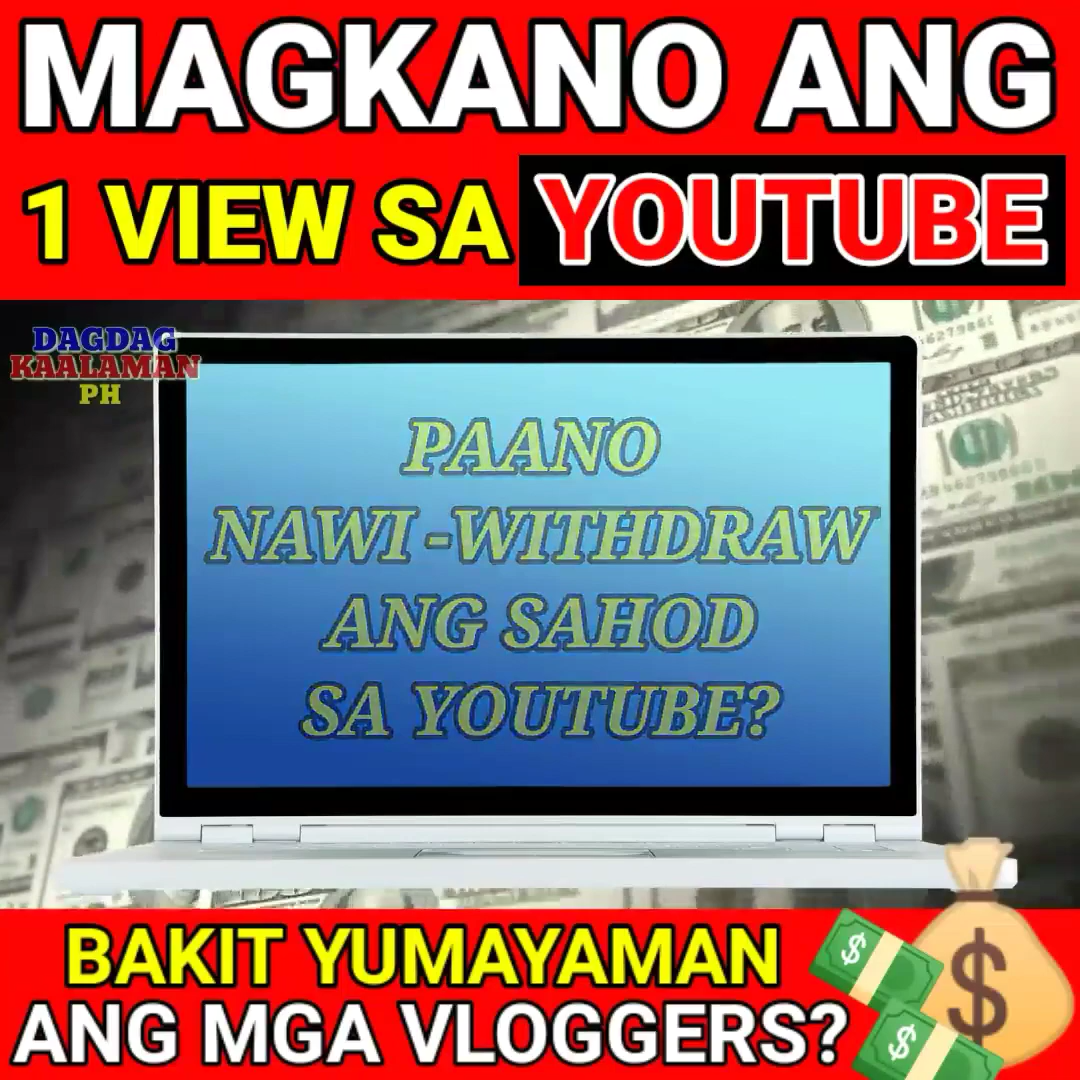 MAGKANO ANG
1 VIEW SA YOUTUBE
DAGDAG
KAALAMAN
PH
PAANO
NAWI -WITHDRAW
ANG SAHOD
SA YOUTUBE?
BAKIT YUMAYAMAN
ANG MGA VLOGGERS?
$
$
$